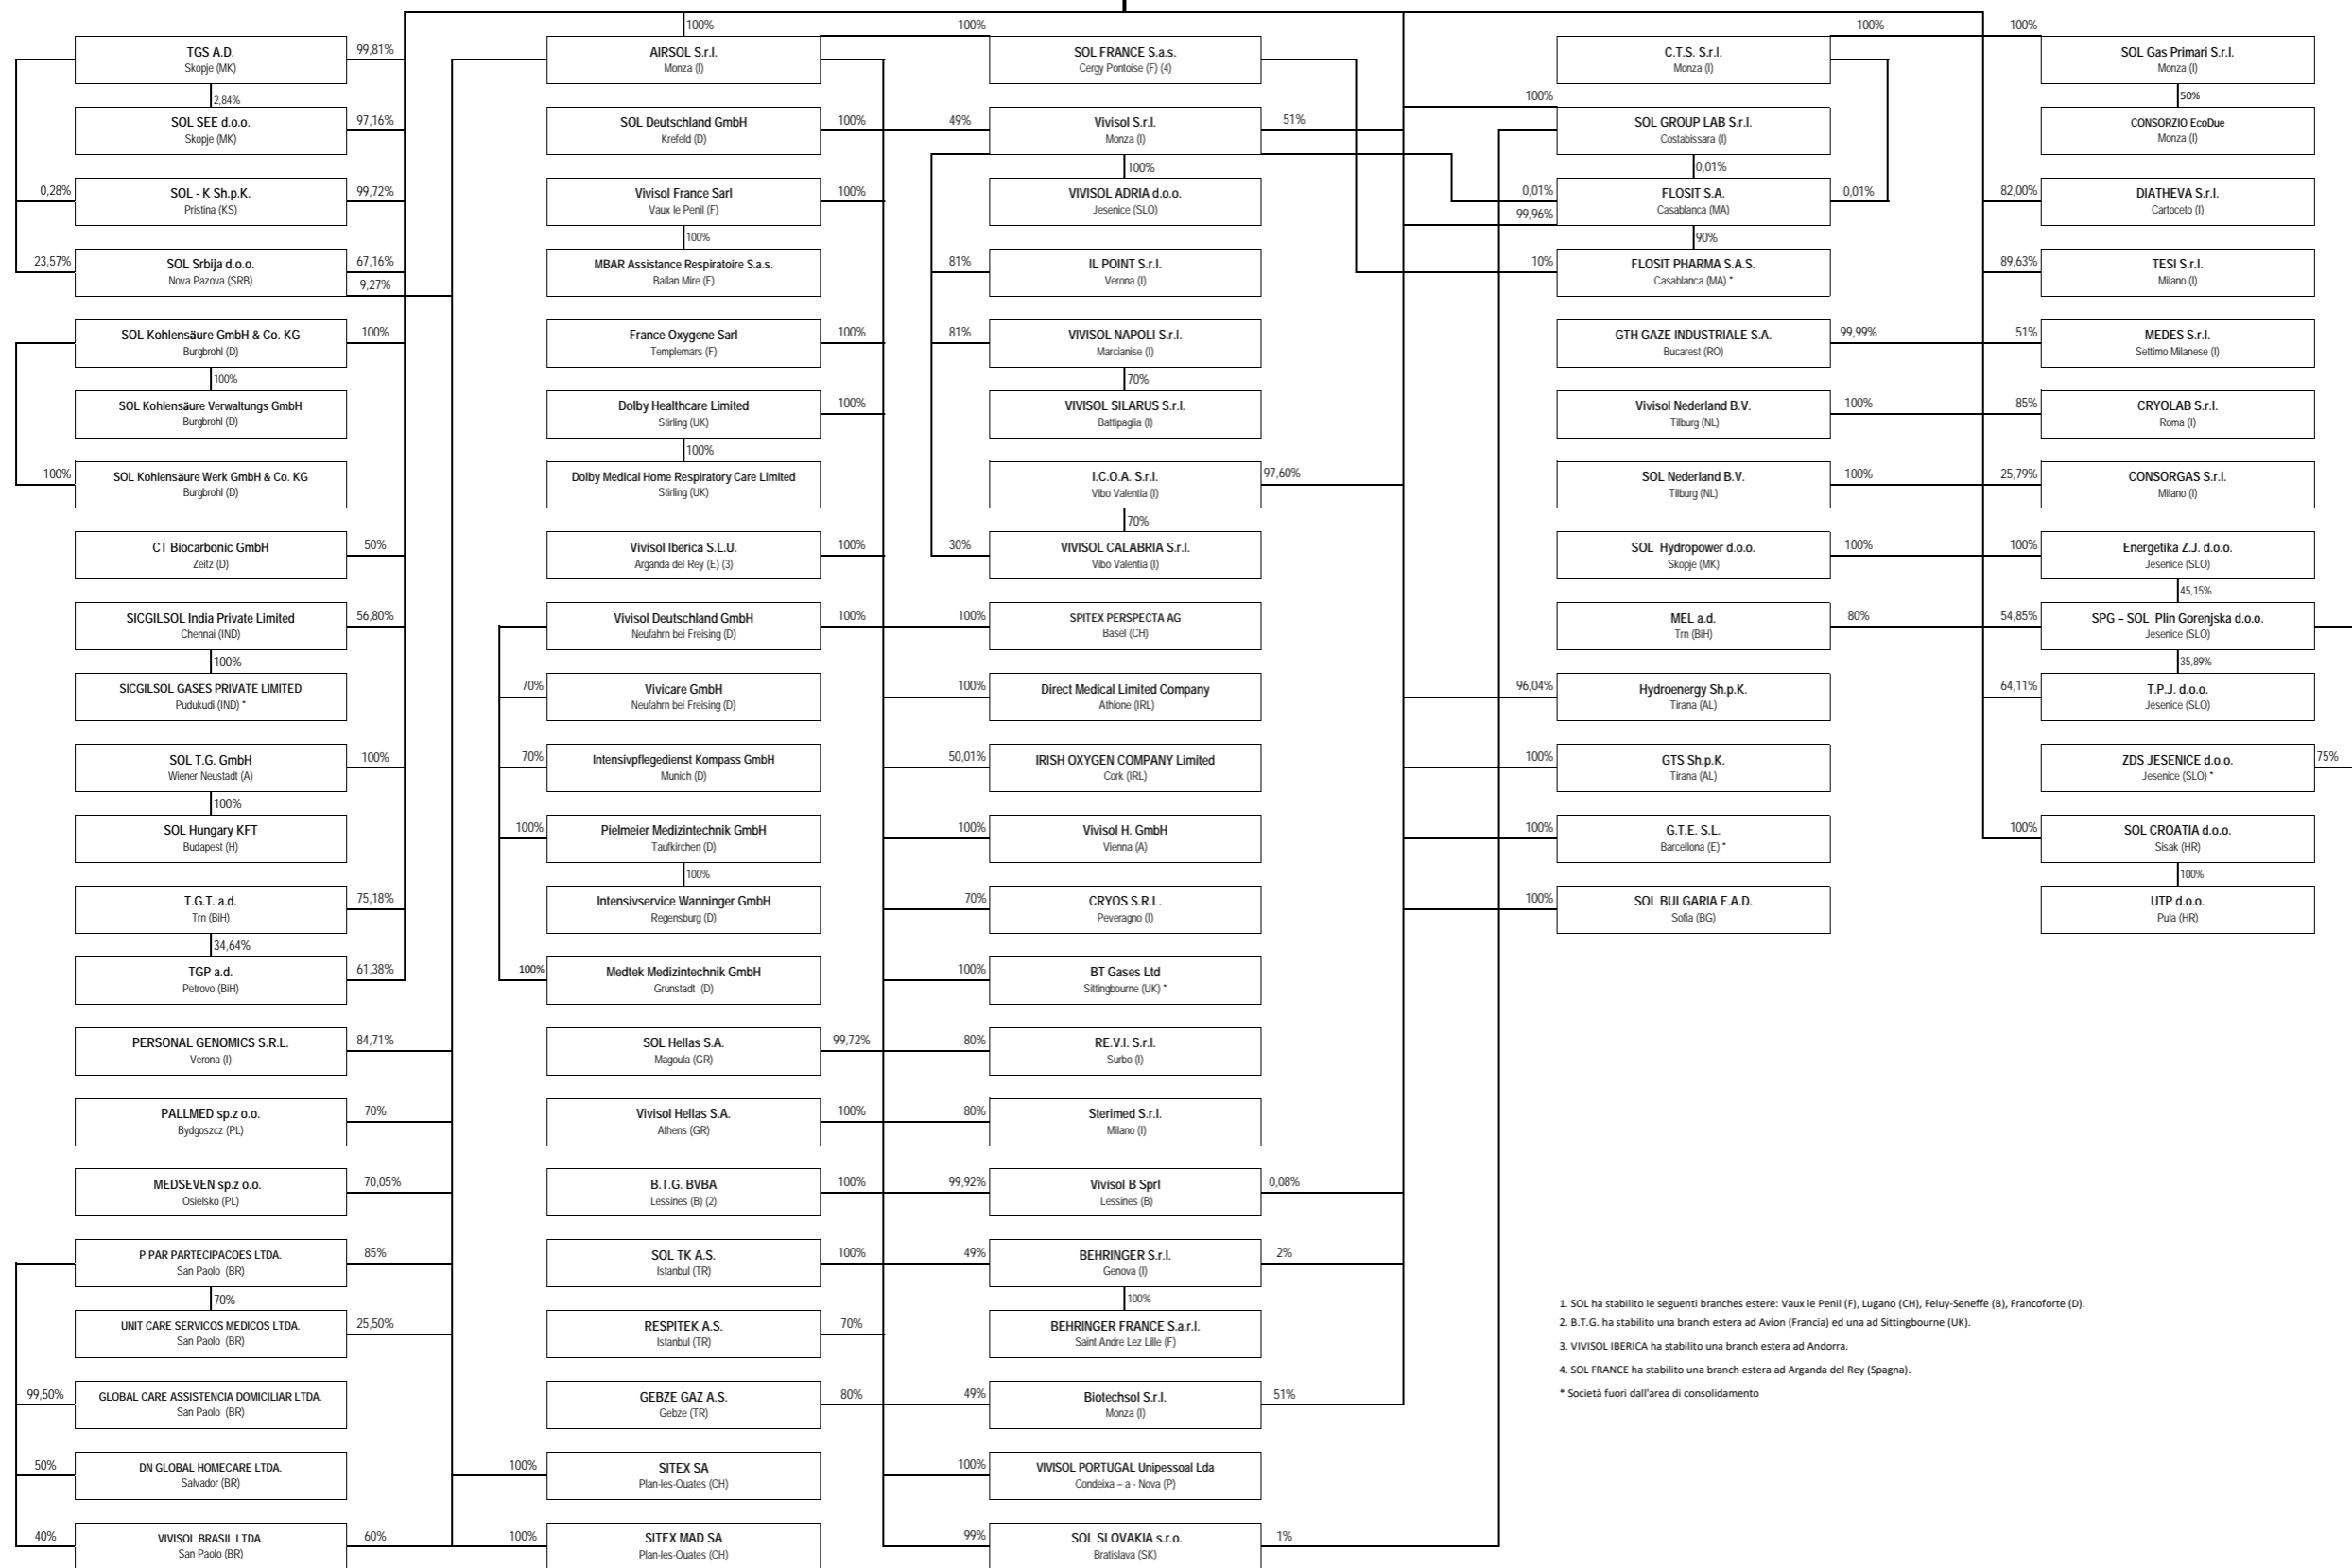 100%
100%
100%
100%
TGS A.D.
Skopje (MK)
99,81%
2,84%
SOL SEE d.o.o.
Skopje (MK)
97,16%
0,28%
SOL - K Sh.p.K.
Pristina (KS)
99,72%
23,57%
SOL Srbija d.o.o.
Nova Pazova (SRB)
67,16%
9,27%
SOL Kohlensäure GmbH & Co. KG
Burgbrohl (D)
100%
100%
SOL Kohlensäure Verwaltungs GmbH
Burgbrohl (D)
100%
SOL Kohlensäure Werk GmbH & Co. KG
Burgbrohl (D)
CT Biocarbonic GmbH
Zeitz (D)
50%
SICGILSOL India Private Limited
Chennai (IND)
56,80%
100%
SICGILSOL GASES PRIVATE LIMITED
Pudukudi (IND) *
SOL T.G. GmbH
Wiener Neustadt (A)
100%
100%
SOL Hungary KFT
Budapest (H)
T.G.T. a.d.
Trn (BiH)
75,18%
34,64%
TGP a.d.
Petrovo (BiH)
61,38%
PERSONAL GENOMICS S.R.L.
Verona (I)
84,71%
PALLMED sp.z o.o.
Bydgoszcz (PL)
70%
MEDSEVEN sp.z o.o.
Osielsko (PL)
70,05%
P PAR PARTECIPACOES LTDA.
San Paolo (BR)
85%
70%
UNIT CARE SERVICOS MEDICOS LTDA.
San Paolo (BR)
25,50%
99,50%
GLOBAL CARE ASSISTENCIA DOMICILIAR LTDA.
San Paolo (BR)
50%
DN GLOBAL HOMECARE LTDA.
Salvador (BR)
40%
VIVISOL BRASIL LTDA.
San Paolo (BR)
60%
AIRSOL S.r.l.
Monza (I)
SOL Deutschland GmbH
Krefeld (D)
100%
Vivisol France Sarl
Vaux le Penil (F)
100%
100%
MBAR Assistance Respiratoire S.a.s.
Ballan Mire (F)
France Oxygene Sarl
Templemars (F)
100%
Dolby Healthcare Limited
Stirling (UK)
100%
100%
Dolby Medical Home Respiratory Care Limited
Stirling (UK)
Vivisol Iberica S.L.U.
Arganda del Rey (E) (3)
100%
Vivisol Deutschland GmbH
Neufahrn bei Freising (D)
100%
70%
Vivicare GmbH
Neufahrn bei Freising (D)
70%
Intensivpflegedienst Kompass GmbH
Munich (D)
100%
Pielmeier Medizintechnik GmbH
Taufkirchen (D)
100%
Intensivservice Wanninger GmbH
Regensburg (D)
100%
Medtek Medizintechnik GmbH
Grunstadt (D)
SOL Hellas S.A.
Magoula (GR)
99,72%
Vivisol Hellas S.A.
Athens (GR)
100%
B.T.G. BVBA
Lessines (B) (2)
100%
SOL TK A.S.
Istanbul (TR)
100%
RESPITEK A.S.
Istanbul (TR)
70%
GEBZE GAZ A.S.
Gebze (TR)
80%
100%
SITEX SA
Plan-les-Ouates (CH)
100%
SITEX MAD SA
Plan-les-Ouates (CH)
SOL FRANCE S.a.s.
Cergy Pontoise (F) (4)
49%
Vivisol S.r.l.
Monza (I)
51%
100%
VIVISOL ADRIA d.o.o.
Jesenice (SLO)
81%
IL POINT S.r.l.
Verona (I)
81%
VIVISOL NAPOLI S.r.l.
Marcianise (I)
70%
VIVISOL SILARUS S.r.l.
Battipaglia (I)
I.C.O.A. S.r.l.
Vibo Valentia (I)
97,60%
70%
30%
VIVISOL CALABRIA S.r.l.
Vibo Valentia (I)
100%
SPITEX PERSPECTA AG
Basel (CH)
100%
Direct Medical Limited Company
Athlone (IRL)
50,01%
IRISH OXYGEN COMPANY Limited
Cork (IRL)
100%
Vivisol H. GmbH
Vienna (A)
70%
CRYOS S.R.L.
Peveragno (I)
100%
BT Gases Ltd
Sittingbourne (UK) *
80%
RE.V.I. S.r.l.
Surbo (I)
80%
Sterimed S.r.l.
Milano (I)
99,92%
Vivisol B Sprl
Lessines (B)
0,08%
49%
BEHRINGER S.r.l.
Genova (I)
2%
100%
BEHRINGER FRANCE S.a.r.l.
Saint Andre Lez Lille (F)
49%
Biotechsol S.r.l.
Monza (I)
51%
100%
VIVISOL PORTUGAL Unipessoal Lda
Condeixa – a - Nova (P)
99%
SOL SLOVAKIA s.r.o.
Bratislava (SK)
1%
C.T.S. S.r.l.
Monza (I)
100%
SOL GROUP LAB S.r.l.
Costabissara (I)
0,01%
0,01%
FLOSIT S.A.
Casablanca (MA)
0,01%
99,96%
90%
10%
FLOSIT PHARMA S.A.S.
Casablanca (MA) *
GTH GAZE INDUSTRIALE S.A.
Bucarest (RO)
99,99%
Vivisol Nederland B.V.
Tilburg (NL)
100%
SOL Nederland B.V.
Tilburg (NL)
100%
SOL Hydropower d.o.o.
Skopje (MK)
100%
MEL a.d.
Trn (BiH)
80%
96,04%
Hydroenergy Sh.p.K.
Tirana (AL)
100%
GTS Sh.p.K.
Tirana (AL)
100%
G.T.E. S.L.
Barcellona (E) *
100%
SOL BULGARIA E.A.D.
Sofia (BG)
100%
SOL Gas Primari S.r.l.
Monza (I)
50%
CONSORZIO EcoDue
Monza (I)
82,00%
DIATHEVA S.r.l.
Cartoceto (I)
89,63%
TESI S.r.l.
Milano (I)
51%
MEDES S.r.l.
Settimo Milanese (I)
85%
CRYOLAB S.r.l.
Roma (I)
25,79%
CONSORGAS S.r.l.
Milano (I)
100%
Energetika Z.J. d.o.o.
Jesenice (SLO)
45,15%
54,85%
SPG – SOL Plin Gorenjska d.o.o.
Jesenice (SLO)
35,89%
64,11%
T.P.J. d.o.o.
Jesenice (SLO)
ZDS JESENICE d.o.o.
Jesenice (SLO) *
75%
100%
SOL CROATIA d.o.o.
Sisak (HR)
100%
UTP d.o.o.
Pula (HR)
1. SOL ha stabilito le seguenti branches estere: Vaux le Penil (F), Lugano (CH), Feluy-Seneffe (B), Francoforte (D).
2. B.T.G. ha stabilito una branch estera ad Avion (Francia) ed una ad Sittingbourne (UK).
3. VIVISOL IBERICA ha stabilito una branch estera ad Andorra.
4. SOL FRANCE ha stabilito una branch estera ad Arganda del Rey (Spagna).
* Società fuori dall'area di consolidamento